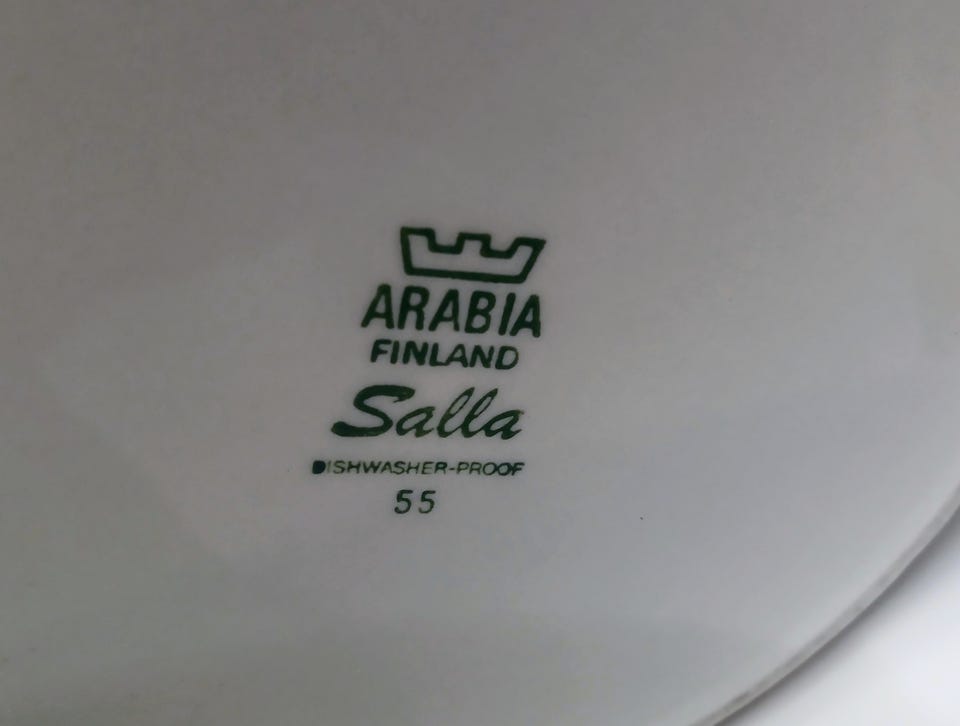 ARABIA
FINLAND
Salla
DISHWASHER-PROOF
55